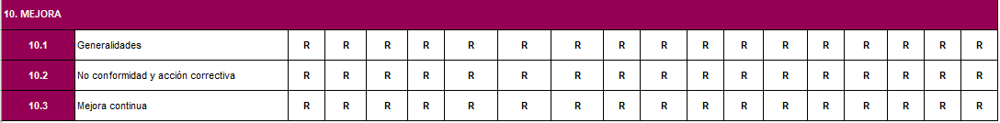 10. MEJORA
10.1 Generalidades R R R R R R R R R R R R R R R R R
10.2 No conformidad y acción correctiva R R R R R R R R R R R R R R R R R
10.3 Mejora continua R R R R R R R R R R R R R R R R R